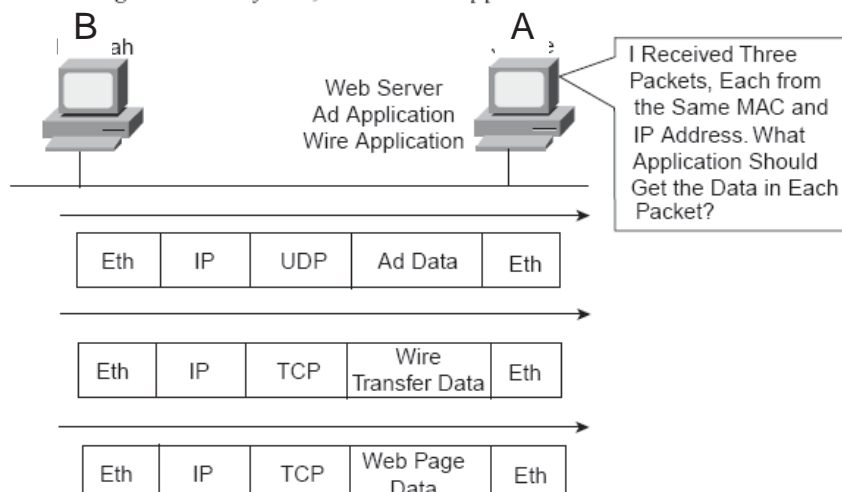 B
ah
A
Web Server
Ad Application
Wire Application
I Received Three
Packets, Each from
the Same MAC and
IP Address. What
Application Should
Get the Data in Each
Packet?
Eth IP UDP Ad Data Eth
Eth IP TCP Wire
Transfer Data Eth
Eth IP TCP Web Page
Data Eth